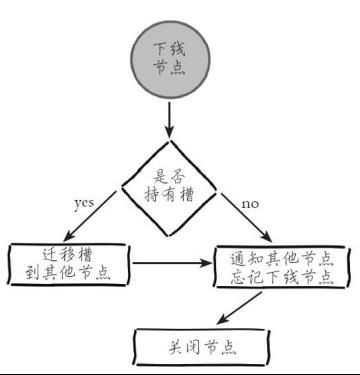 下线
节点
是否
持有槽
yes
no
迁移槽
到其他节点
通知其他节点
忘记下线节点
关闭节点